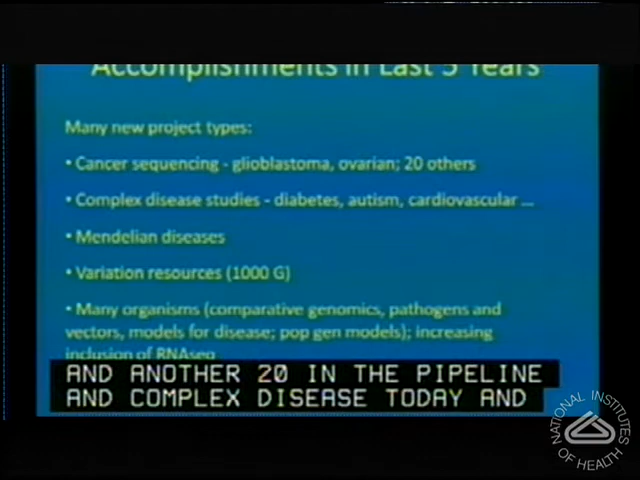 Accomplishments in Last 5 Years
Many new project types:
• Cancer sequencing - glioblastoma, ovarian; 20 others
• Complex disease studies - diabetes, autism, cardiovascular ...
• Mendelian diseases
• Variation resources (1000 G)
• Many organisms (comparative genomics, pathogens and
vectors, models for disease; pop gen models); increasing
inclusion of RNAseq
AND ANOTHER 20 IN THE PIPELINE
AND COMPLEX DISEASE TODAY AND
NATIONAL INSTITUTES
OF HEALTH